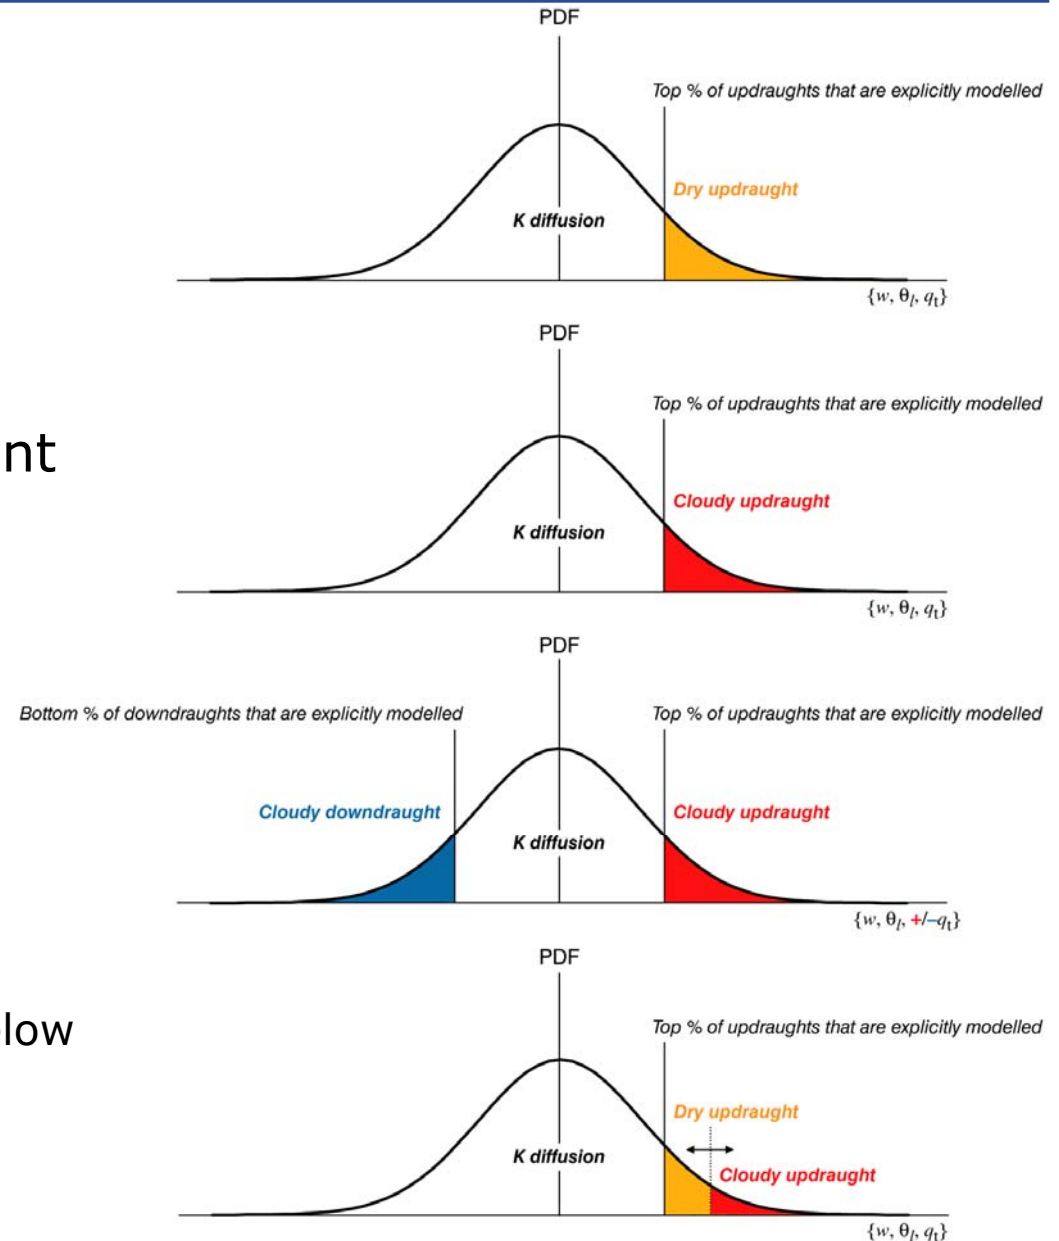 PDF
Top % of updraughts that are explicitly modelled
Dry updraught
K diffusion
{w, θl, qt}
PDF
Top % of updraughts that are explicitly modelled
nt
Cloudy updraught
K diffusion
{w, θl, qt}
PDF
Bottom % of downdraughts that are explicitly modelled
Top % of updraughts that are explicitly modelled
Cloudy downdraught
Cloudy updraught
K diffusion
{w, θl, +/–qt}
PDF
low
Top % of updraughts that are explicitly modelled
Dry updraught
K diffusion
Cloudy updraught
{w, θl, qt}